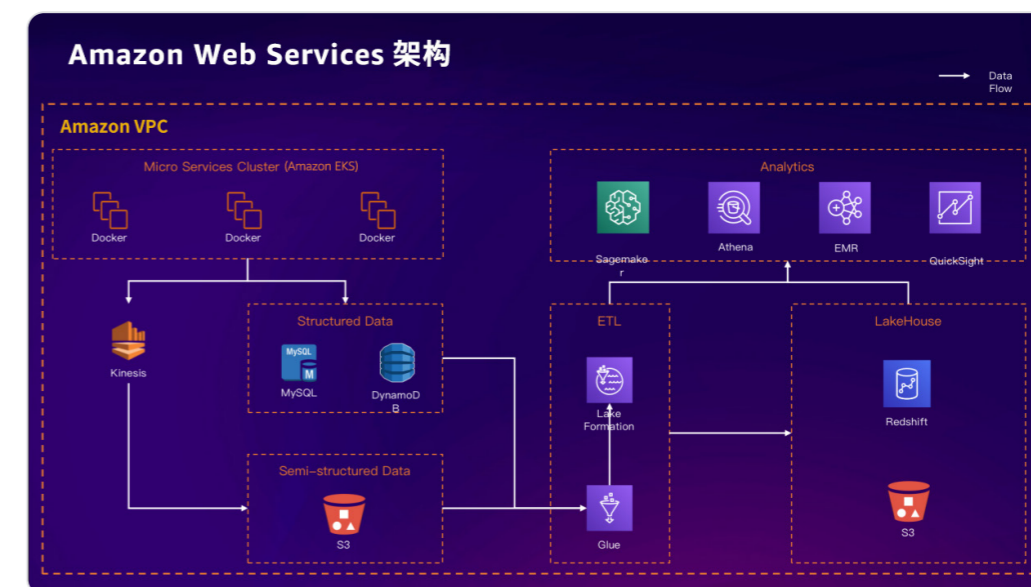 Amazon Web Services 架构
Data
Flow
Amazon VPC
Micro Services Cluster (Amazon EKS)
Docker
Docker
Docker
Analytics
Sagemake
r
Athena
EMR
QuickSight
Kinesis
Structured Data
MySQL
M
MySQL
DynamoD
B
Semi-structured Data
S3
ETL
Lake
Formation
Glue
LakeHouse
Redshift
S3